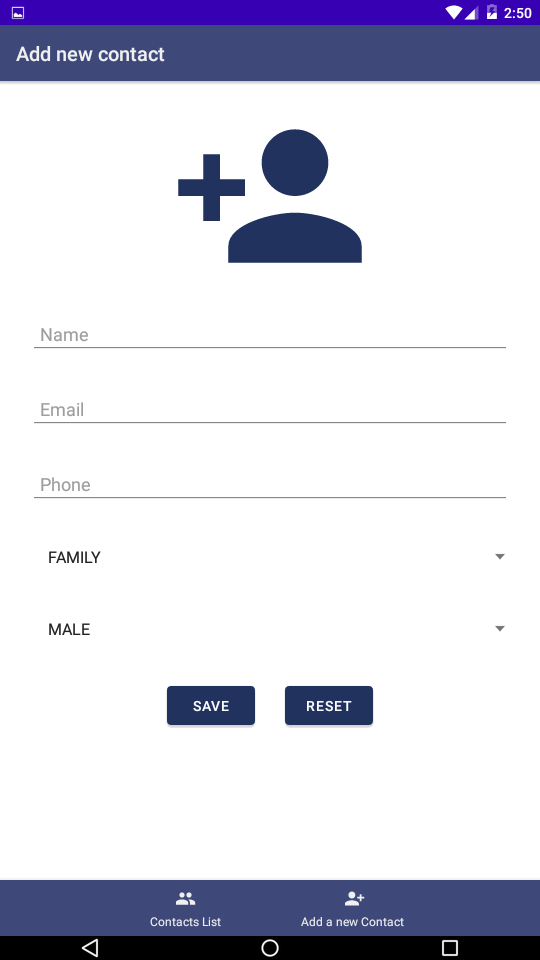 2:50
Add new contact
Name
Email
Phone
FAMILY
MALE
SAVE RESET
Contacts List Add a new Contact